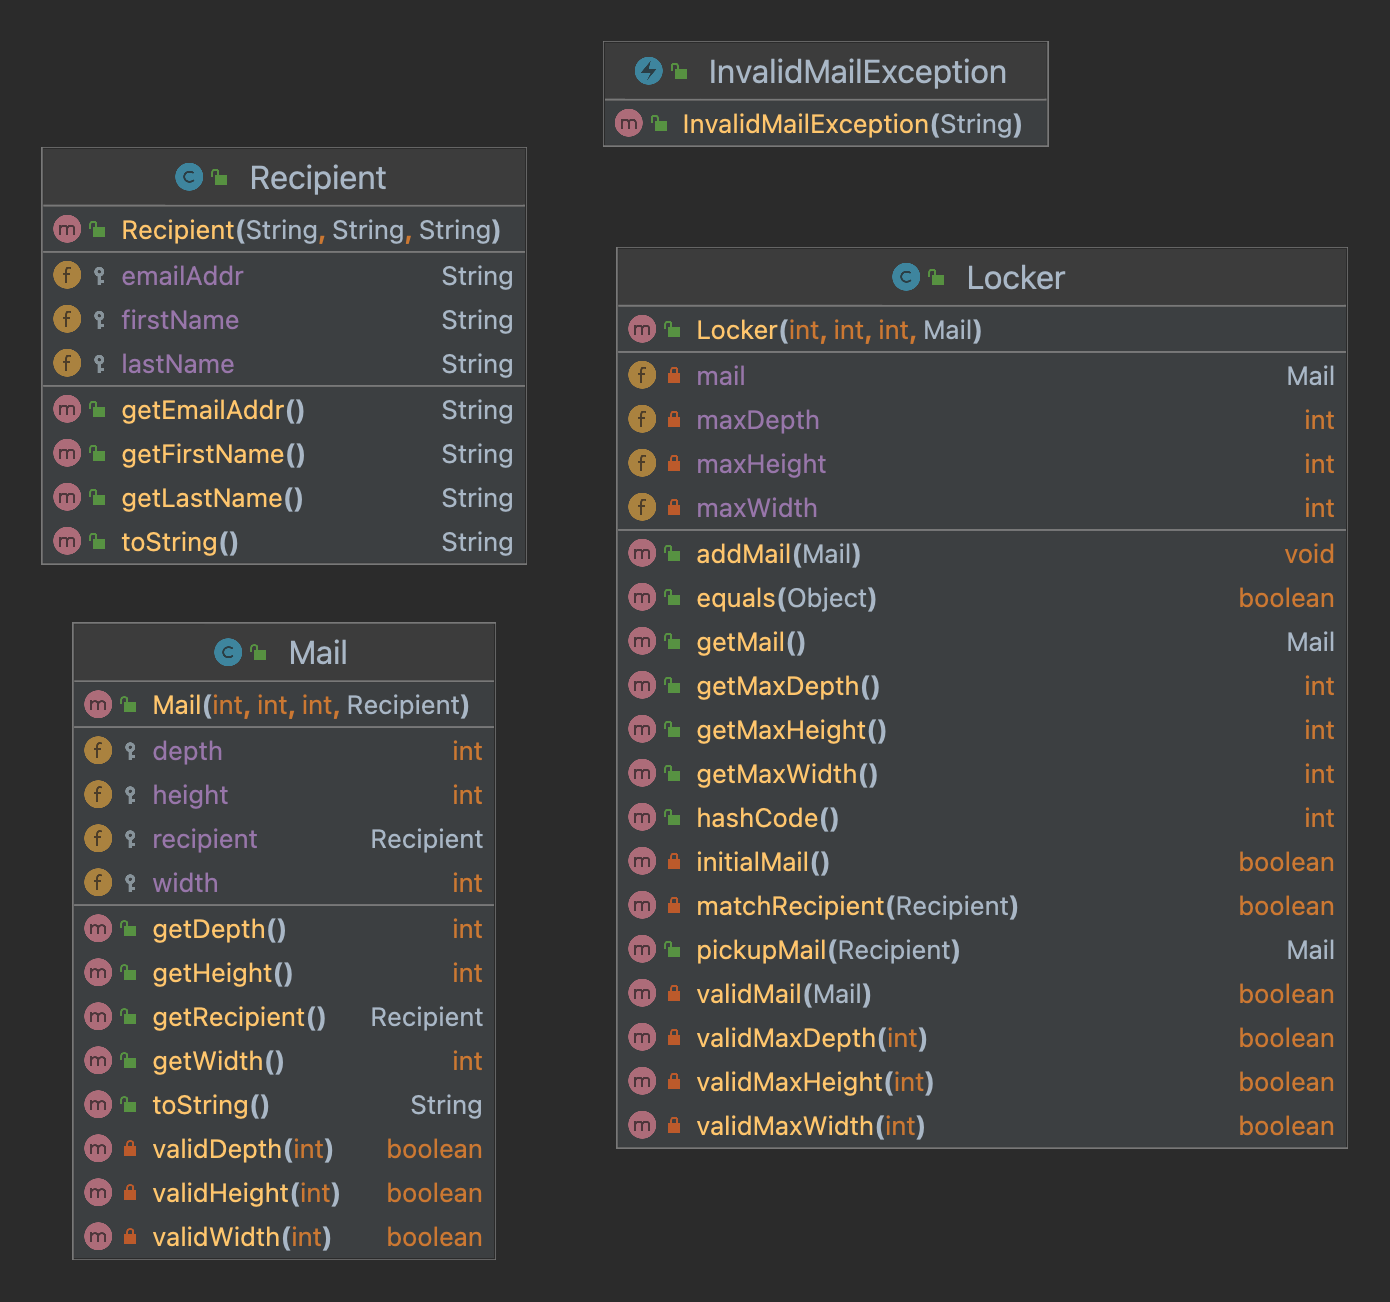 InvalidMailException
InvalidMailException(String)
Recipient
Recipient(String, String, String)
emailAddr String
firstName String
lastName String
getEmailAddr() String
getFirstName() String
getLastName() String
toString() String
Mail
Mail(int, int, int, Recipient)
depth int
height int
recipient Recipient
width int
getDepth() int
getHeight() int
getRecipient() Recipient
getWidth() int
toString() String
validDepth(int) boolean
validHeight(int) boolean
validWidth(int) boolean
Locker
Locker(int, int, int, Mail)
mail Mail
maxDepth int
maxHeight int
maxWidth int
addMail(Mail) void
equals(Object) boolean
getMail() Mail
getMaxDepth() int
getMaxHeight() int
getMaxWidth() int
hashCode() int
initialMail() boolean
matchRecipient(Recipient) boolean
pickupMail(Recipient) Mail
validMail(Mail) boolean
validMaxDepth(int) boolean
validMaxHeight(int) boolean
validMaxWidth(int) boolean